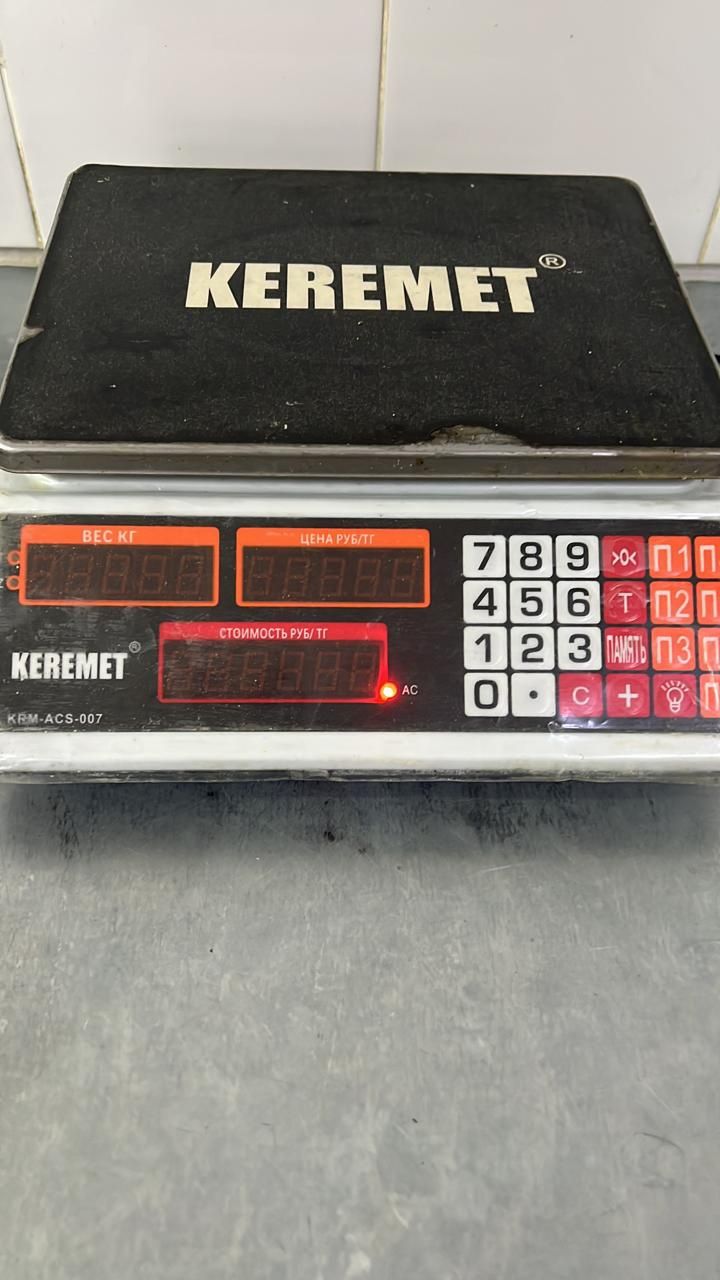 KEREMET®
ВЕС КГ
ЦЕНА РУБ/ТГ
СТОИМОСТЬ РУБ/ ТГ
KEREMET®
AC
KRM-ACS-007
7 8 9 >0< П1
4 5 6 Т П2
1 2 3 ПАМЯТЬ П3
0 . С +